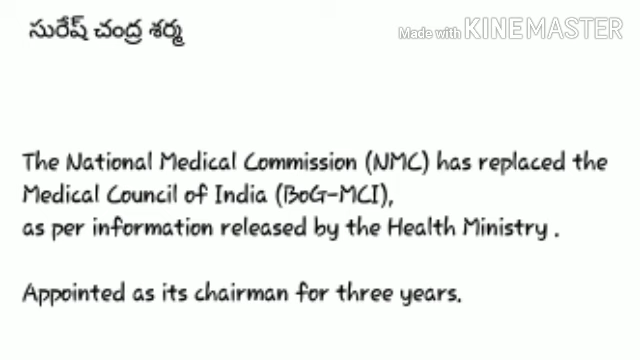 సురేష్ చంద్ర శర్మ
Made with KINEMASTER
The National Medical Commission (NMC) has replaced the
Medical Council of India (BoG-MCI),
as per information released by the Health Ministry .
Appointed as its chairman for three years.